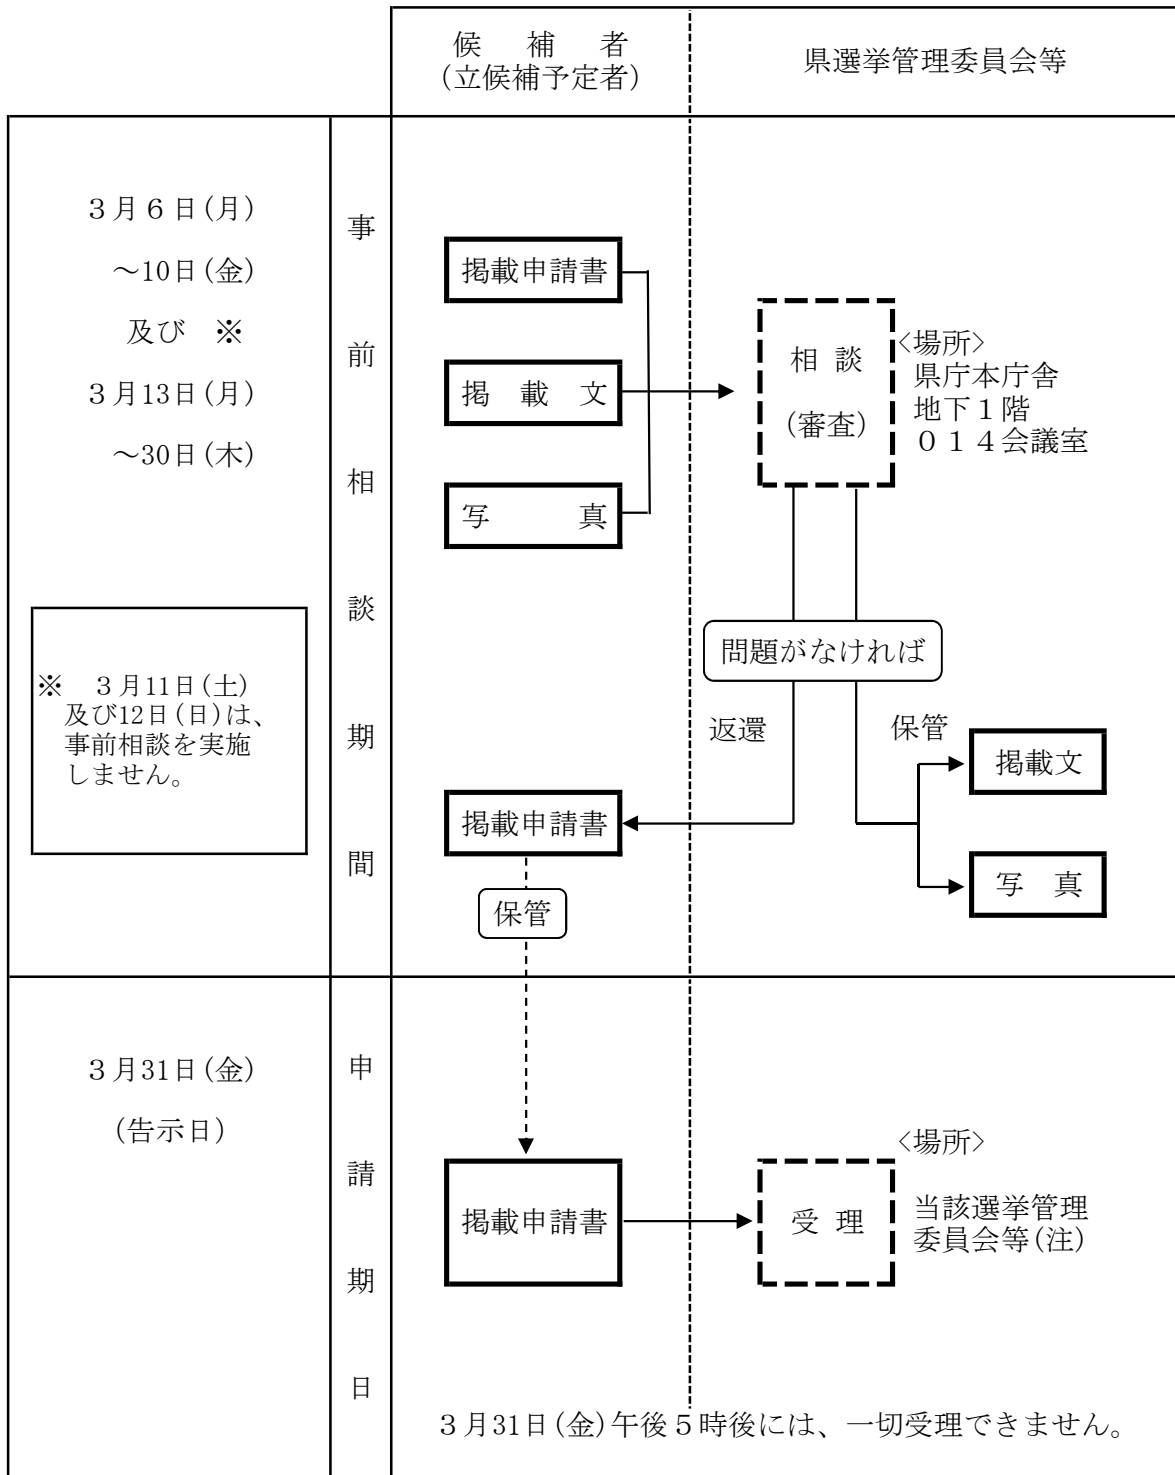 候　補　者
(立候補予定者)
県選挙管理委員会等
３月６日(月)
～10日(金)
及び　※
３月13日(月)
～30日(木)
※　３月11日(土)
及び12日(日)は、
事前相談を実施
しません。
事前相談期間
掲載申請書
掲　載　文
写　　　真
相　談
(審査)
<場所>
県庁本庁舎
地下１階
０１４会議室
問題がなければ
返還
保管
掲載文
写　真
掲載申請書
保管
３月31日(金)
(告示日)
申請期日
掲載申請書
受　理
<場所>
当該選挙管理
委員会等(注)
３月31日(金)午後５時後には、一切受理できません。